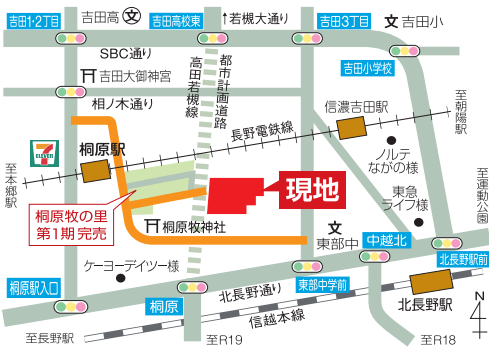 吉田1・2丁目
吉田高 文
吉田高校東
↑若槻大通り
吉田3丁目
文 吉田小
SBC通り
吉田大御神宮
相ノ木通り
高田若槻線
都市計画道路
吉田小学校
信濃吉田駅
至朝陽駅
長野電鉄線
7
ELEVEN
桐原駅
至本郷駅
ノルテ
ながの様
東急
ライフ様
至運動公園
現地
桐原牧の里
第1期 完売
桐原牧神社
文
東部中
中越北
北長野駅前
ケーヨーデイツー様
桐原駅入口
桐原
北長野通り
東部中学前
北長野駅
信越本線
至長野駅
至R19
至R18
N